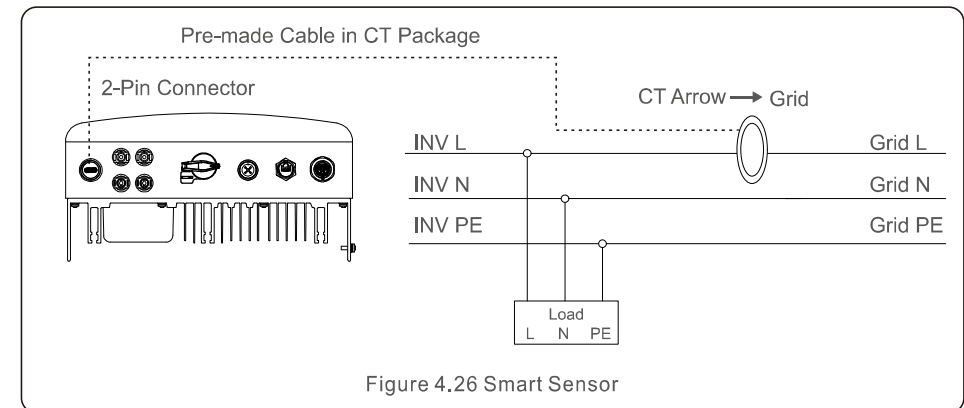 Pre-made Cable in CT Package
2-Pin Connector
CT Arrow → Grid
INV L
Grid L
INV N
Grid N
INV PE
Grid PE
Load
L N PE
Figure 4.26 Smart Sensor